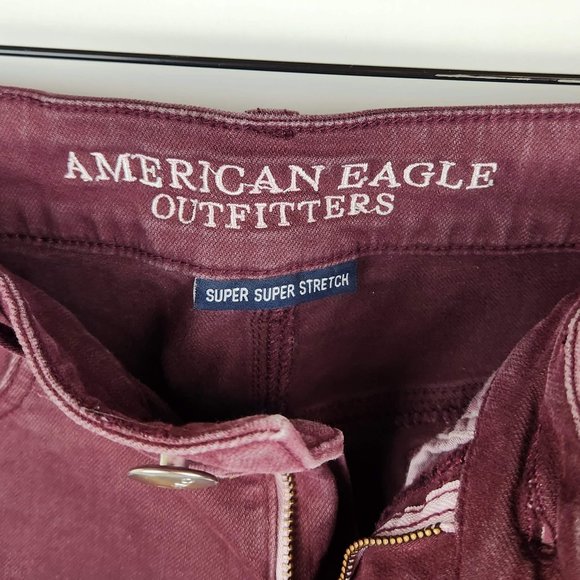 AMERICAN EAGLE
OUTFITTERS
SUPER SUPER STRETCH